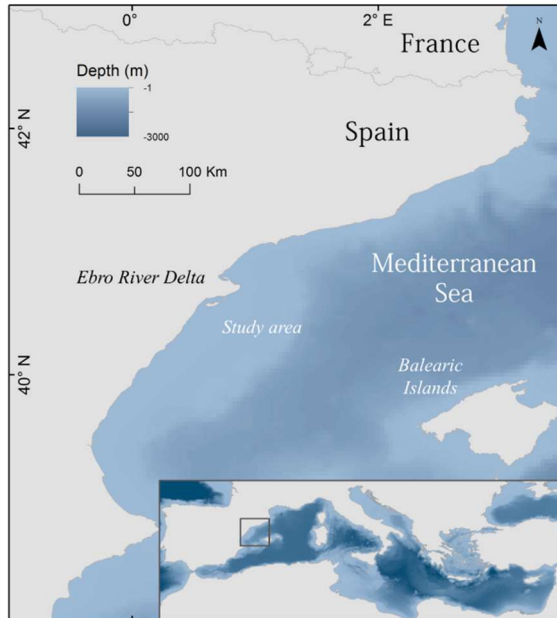 0°
2° E
France
Depth (m)
-1
-3000
42° N
Spain
0 50 100 Km
N
Mediterranean
Sea
Ebro River Delta
Study area
40° N
Balearic
Islands